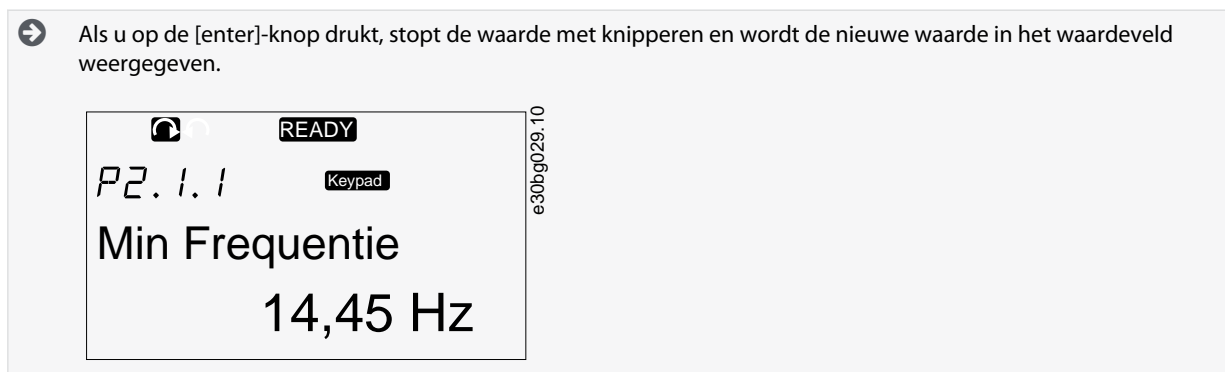 Als u op de [enter]-knop drukt, stopt de waarde met knipperen en wordt de nieuwe waarde in het waardeveld
weergegeven.
READY
P2.1.1
Keypad
Min Frequentie
14,45 Hz
e30bg029.10